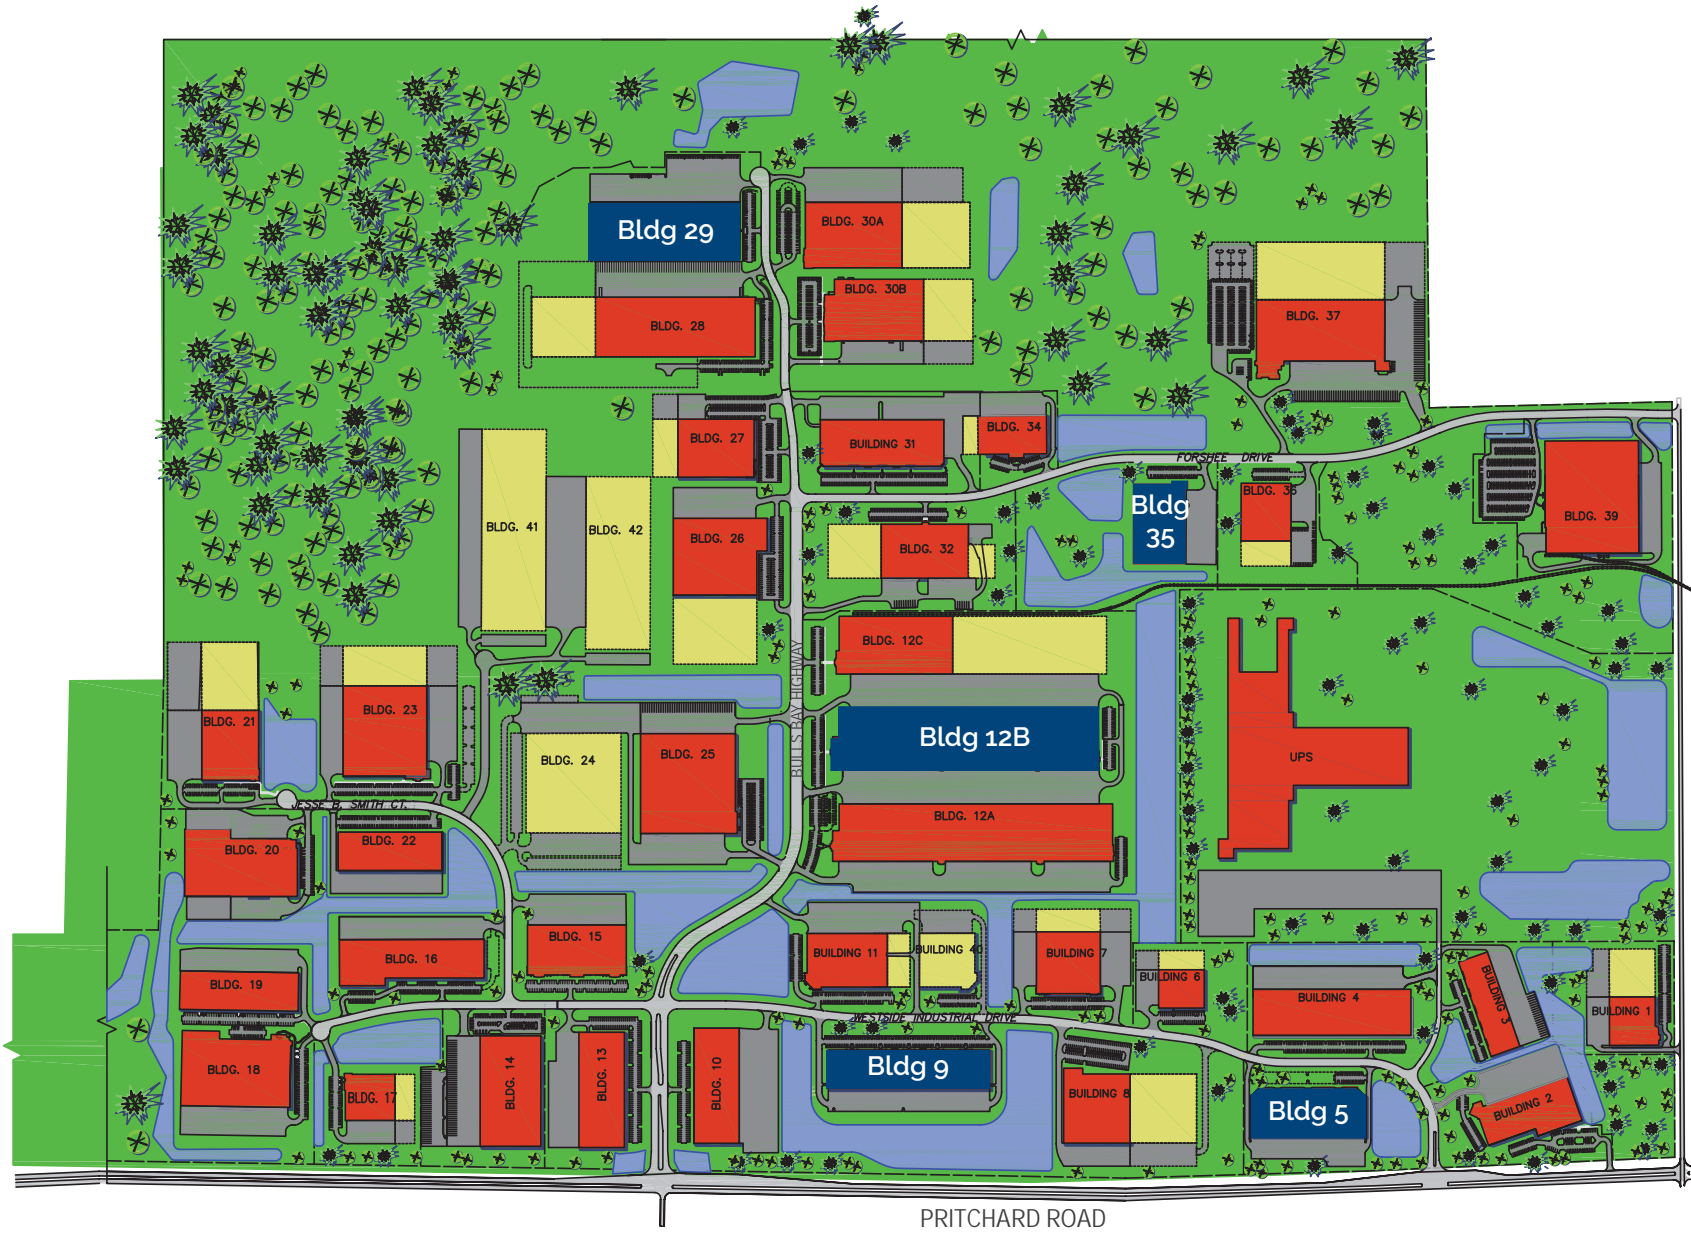 Bldg 29
BLDG. 30A
BLDG. 30B
BLDG. 28
BLDG. 37
BLDG. 27
BUILDING 31
BLDG. 34
FORSHEE DRIVE
BLDG. 41
BLDG. 42
BLDG. 26
BLDG. 32
Bldg
35
BLDG. 36
BLDG. 39
BLDG. 12C
BULLS BAY HIGHWAY
BLDG. 21
BLDG. 23
BLDG. 24
BLDG. 25
Bldg 12B
UPS
JESSE B. SMITH CT.
BLDG. 20
BLDG. 22
BLDG. 12A
BLDG. 19
BLDG. 16
BLDG. 15
BUILDING 11
BUILDING 40
BUILDING 7
BUILDING 6
BUILDING 4
BUILDING 3
BUILDING 1
WESTSIDE INDUSTRIAL DRIVE
BLDG. 18
BLDG. 17
BLDG. 14
BLDG. 13
BLDG. 10
Bldg 9
BUILDING 8
Bldg 5
BUILDING 2
PRITCHARD ROAD